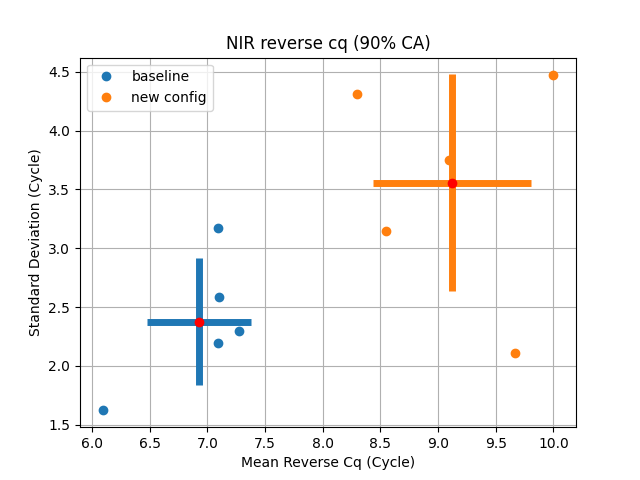 NIR reverse cq (90% CA)
baseline
new config
4.5
4.0
3.5
3.0
2.5
2.0
1.5
Standard Deviation (Cycle)
6.0 6.5 7.0 7.5 8.0 8.5 9.0 9.5 10.0
Mean Reverse Cq (Cycle)